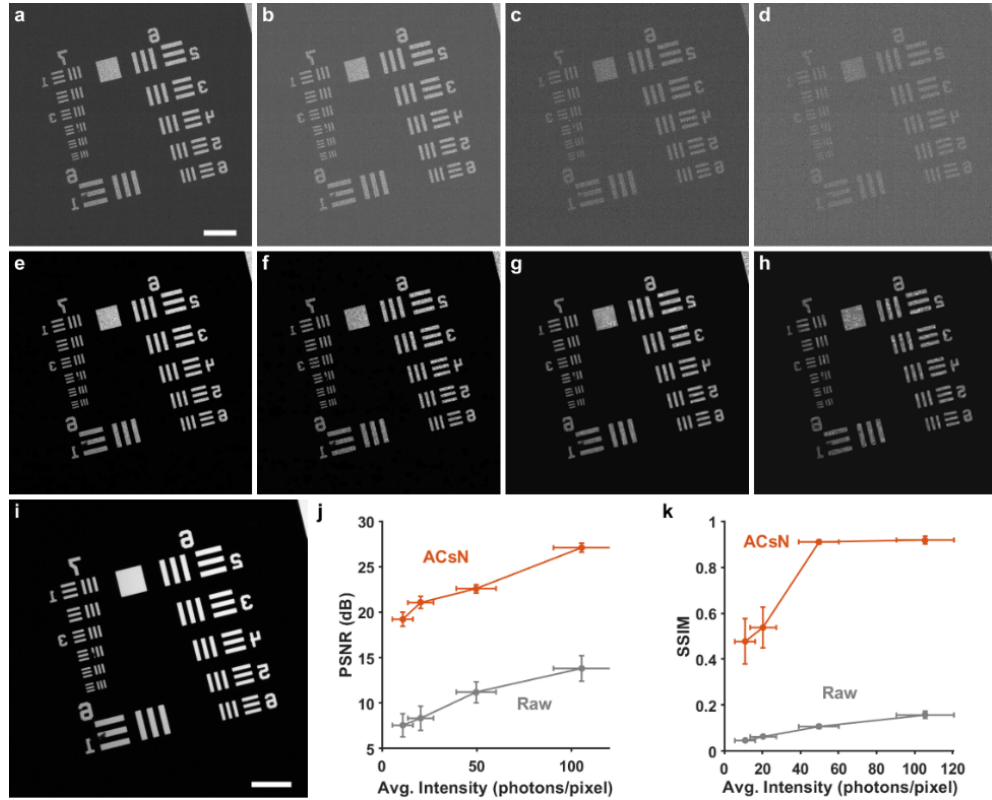 a
b
c
d
e
f
g
h
i
j
30
25
20
15
10
5
PSNR (dB)
ACsN
Raw
0
50
100
Avg. Intensity (photons/pixel)
k
1
0.8
0.6
0.4
0.2
0
SSIM
ACsN
Raw
0
20
40
60
80
100
120
Avg. Intensity (photons/pixel)